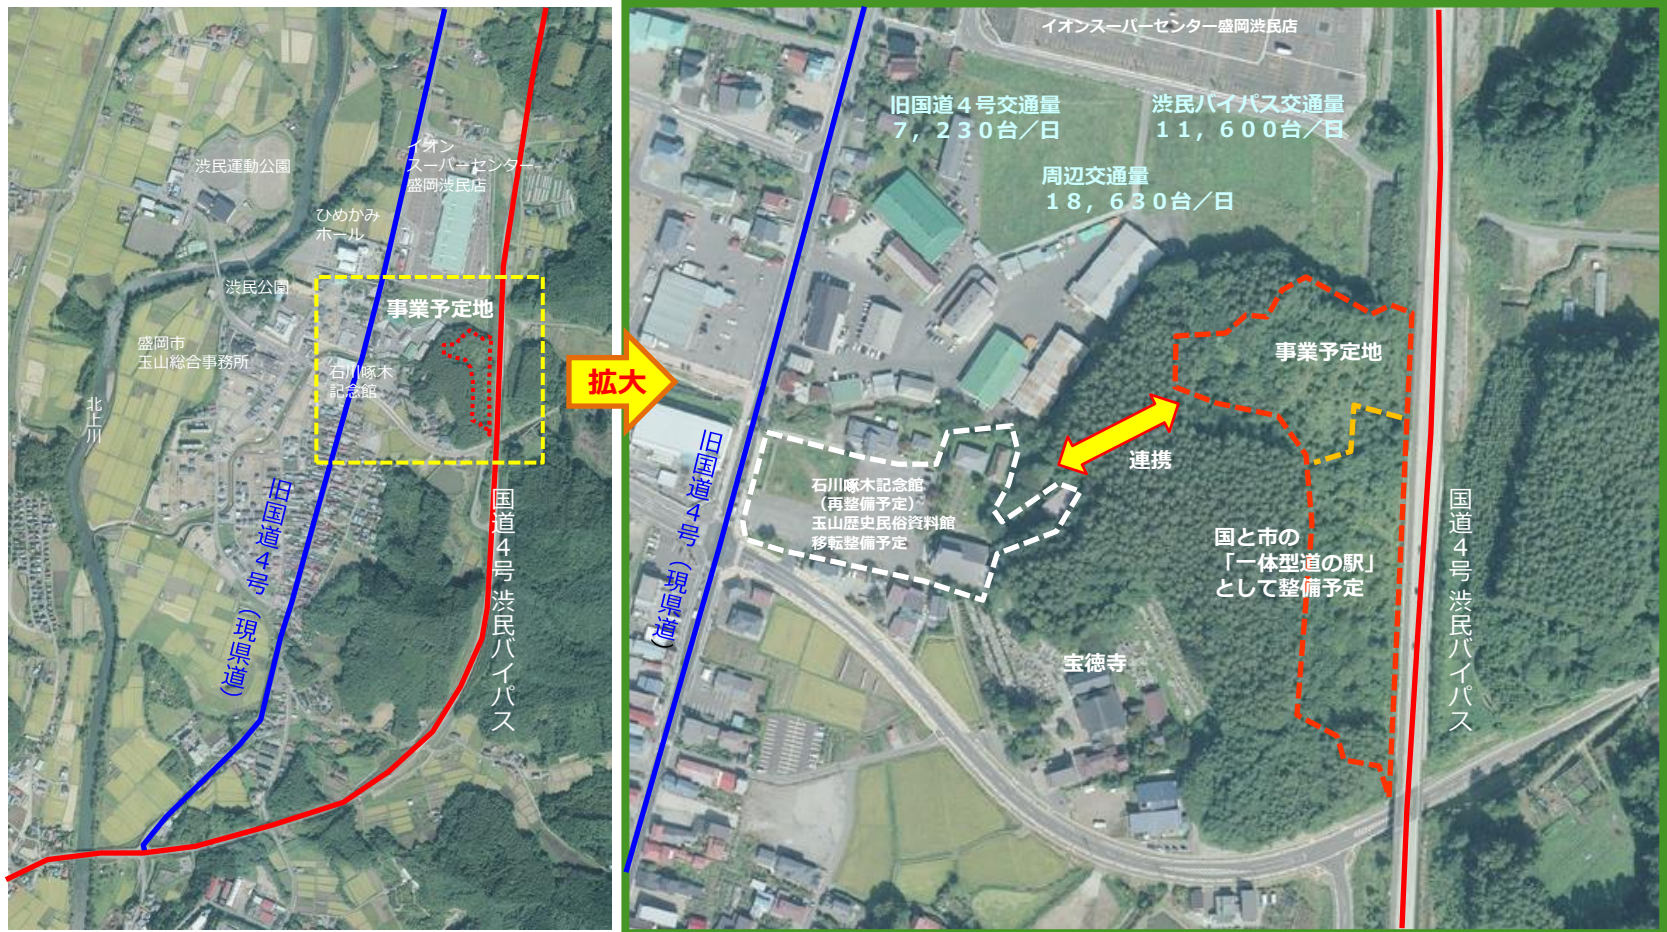 渋民運動公園
イオン
スーパーセンター
盛岡渋民店
ひめかみ
ホール
渋民公園
事業予定地
盛岡市
玉山総合事務所
石川啄木
記念館
北上川
旧国道４号（現県道）
国道４号 渋民バイパス
拡大
イオンスーパーセンター盛岡渋民店
旧国道４号交通量
７，２３０台／日
渋民バイパス交通量
１１，６００台／日
周辺交通量
１８，６３０台／日
事業予定地
連携
旧国道４号（現県道）
石川啄木記念館
（再整備予定）
玉山歴史民俗資料館
移転整備予定
国と市の
「一体型道の駅」
として整備予定
宝徳寺
国道４号 渋民バイパス